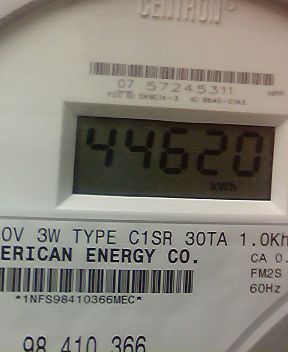 CENTRON®
07 57245311
HPP
44620
kWh
0V 3W TYPE C1SR 30TA 1.0Kh
ERICAN ENERGY CO.
CA 0.
FM2S
60Hz
*1NFS98410366MEC*
98 410 366